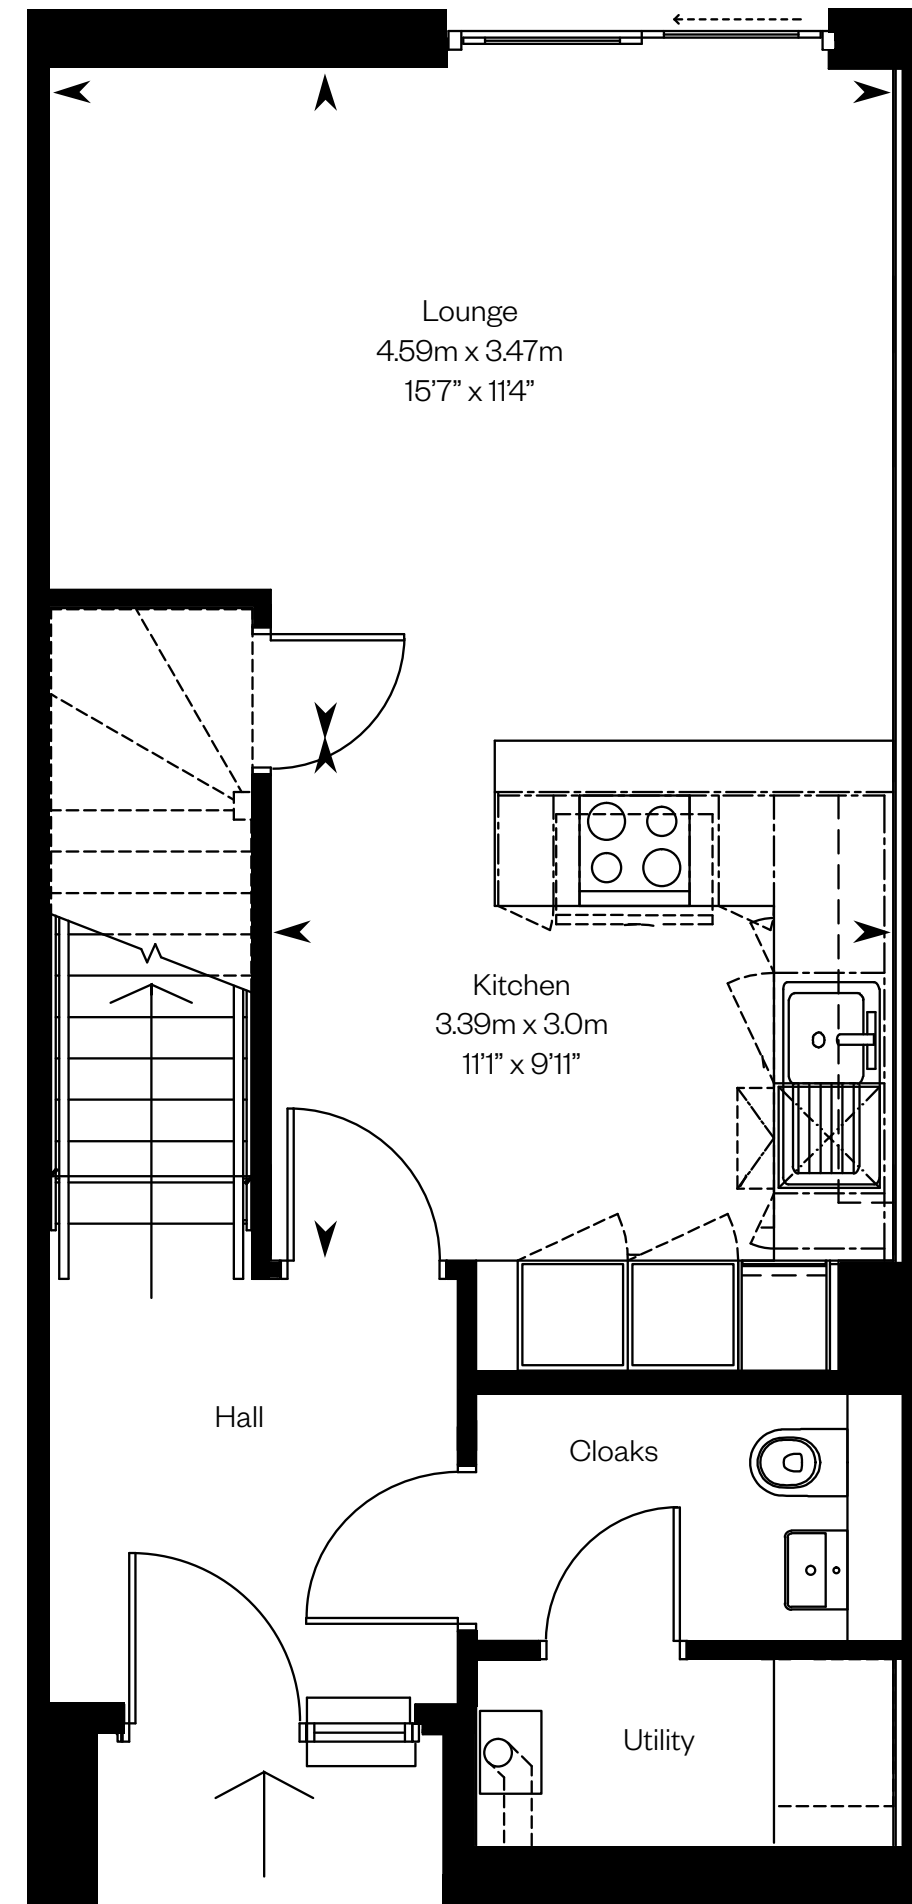 Lounge
4.59m x 3.47m
15’7” x 11’4”
Kitchen
3.39m x 3.0m
11’1” x 9’11”
Hall
Cloaks
Utility